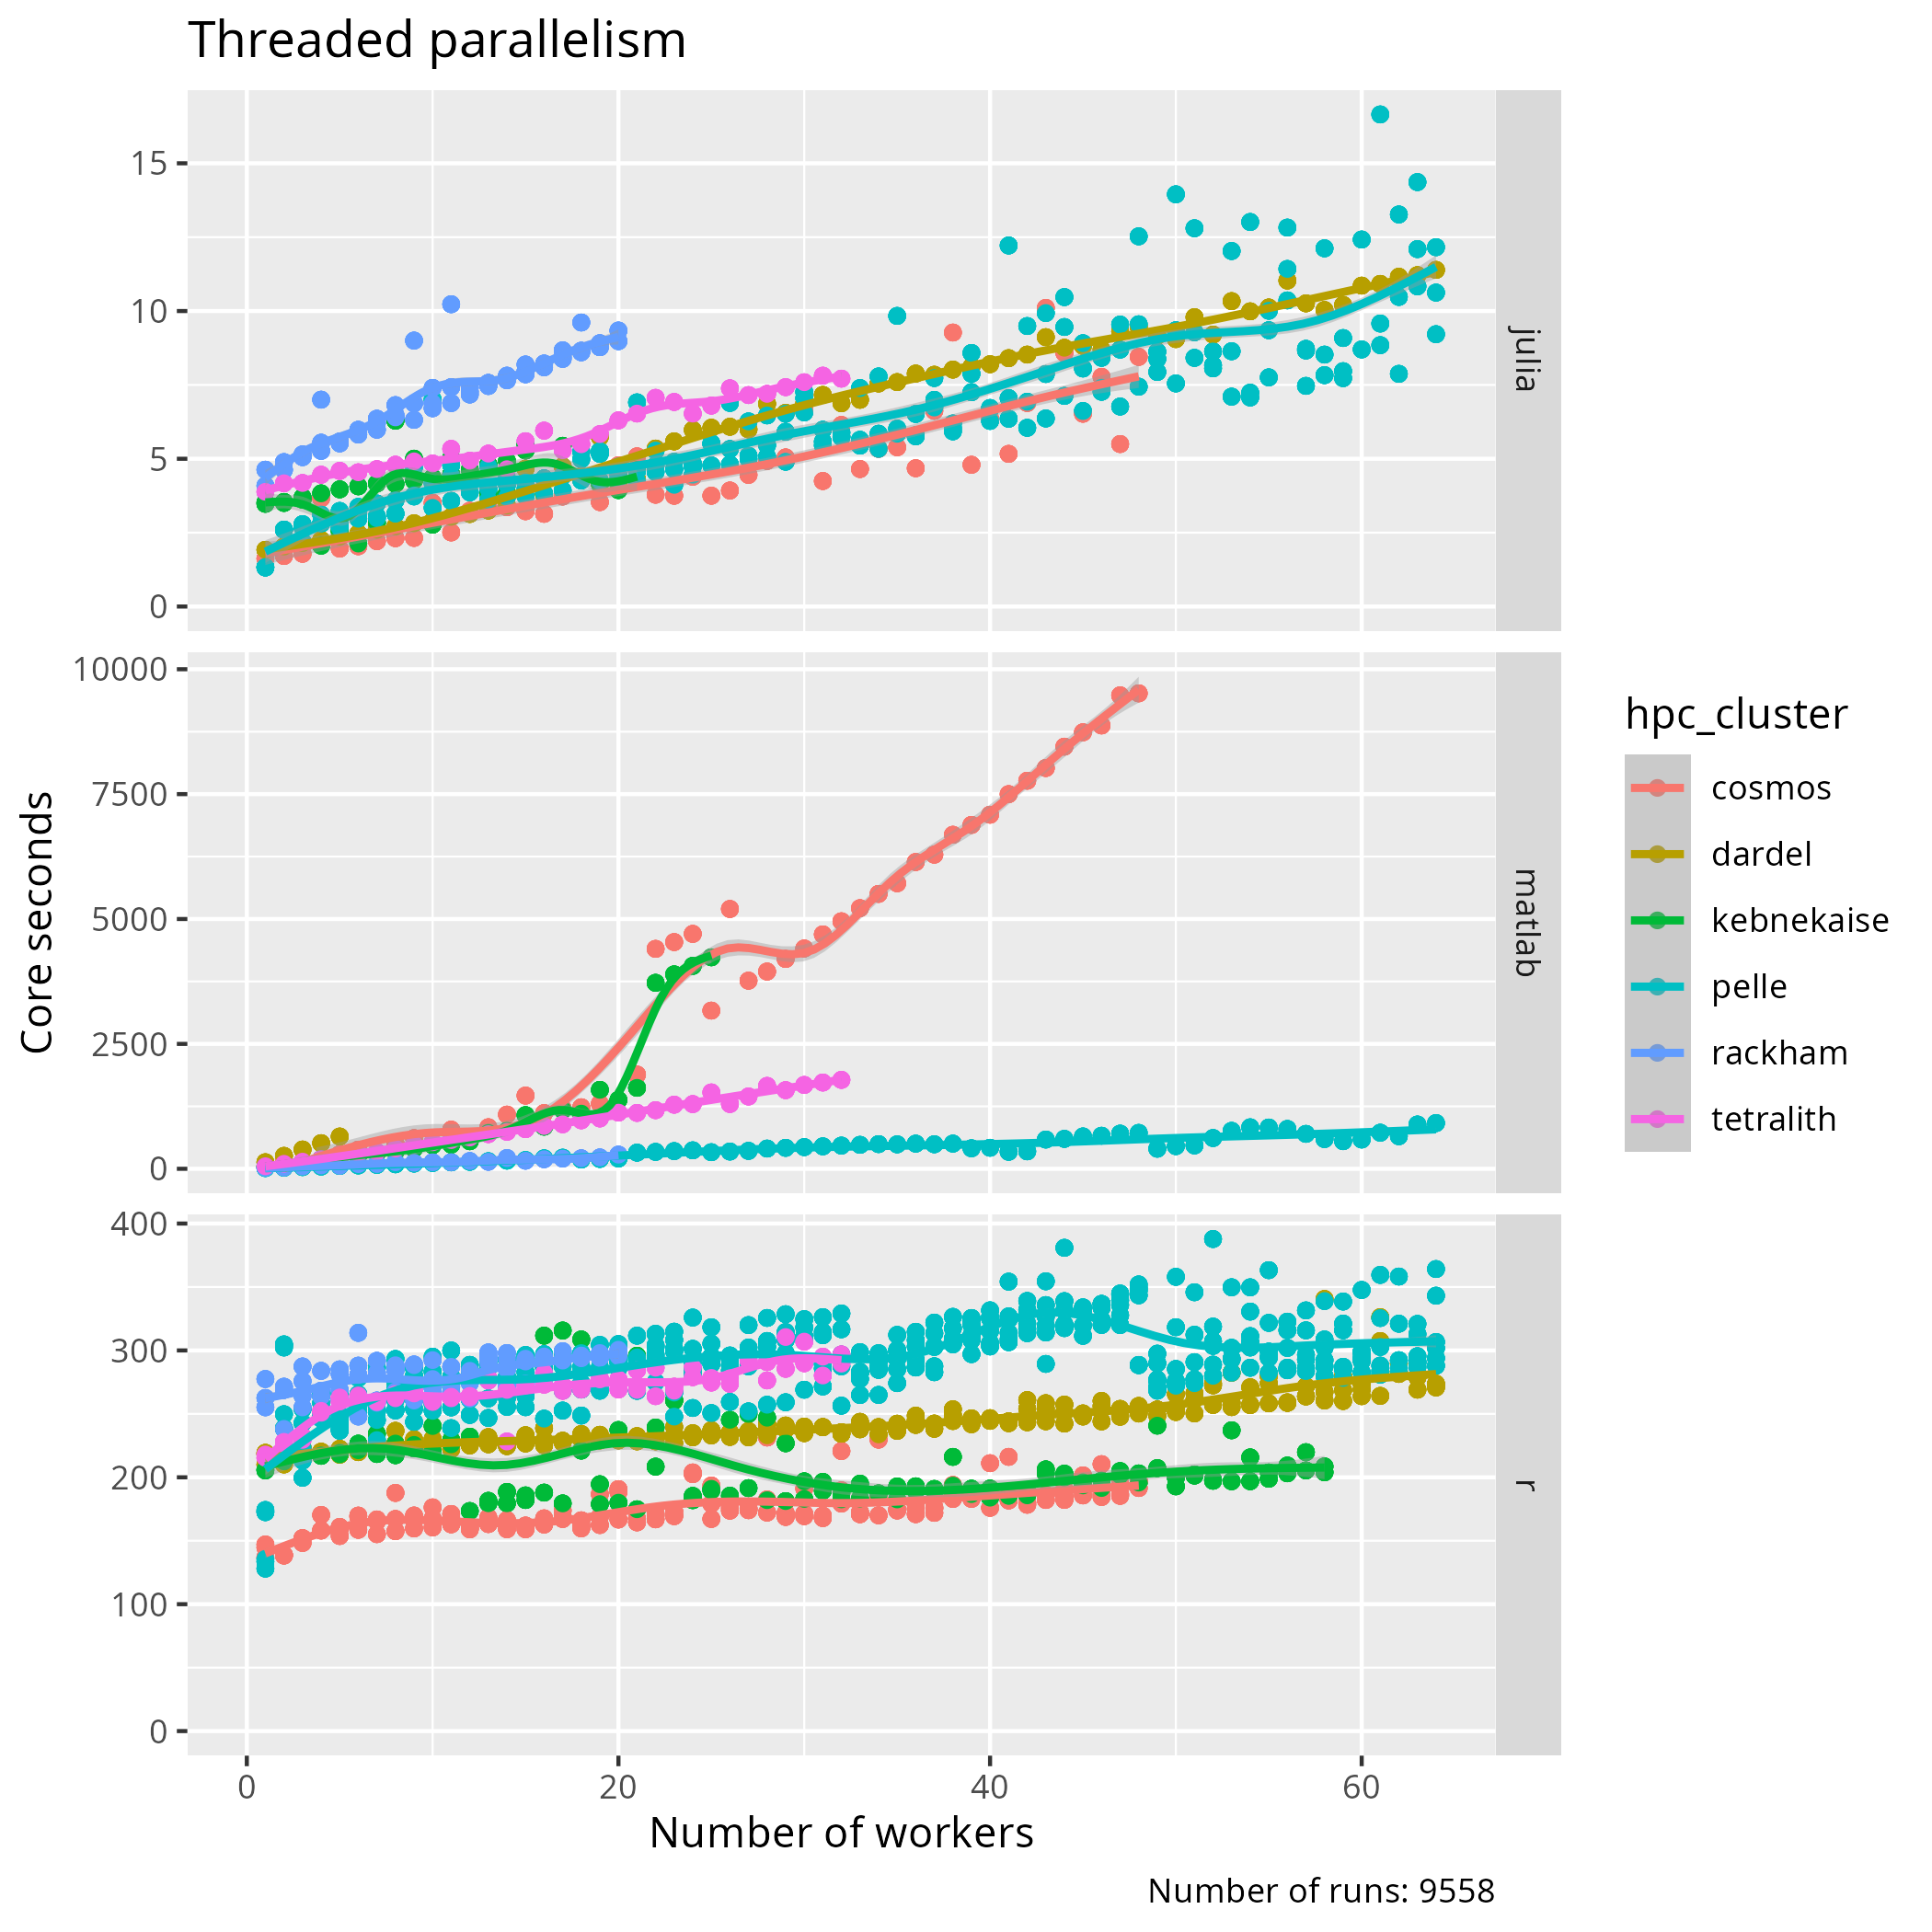 Threaded parallelism
15
10
5
0
julia
10000
7500
5000
2500
0
matlab
400
300
200
100
0
r
0
20
40
60
Core seconds
Number of workers
hpc_cluster
cosmos
dardel
kebnekaise
pelle
rackham
tetralith
Number of runs: 9558